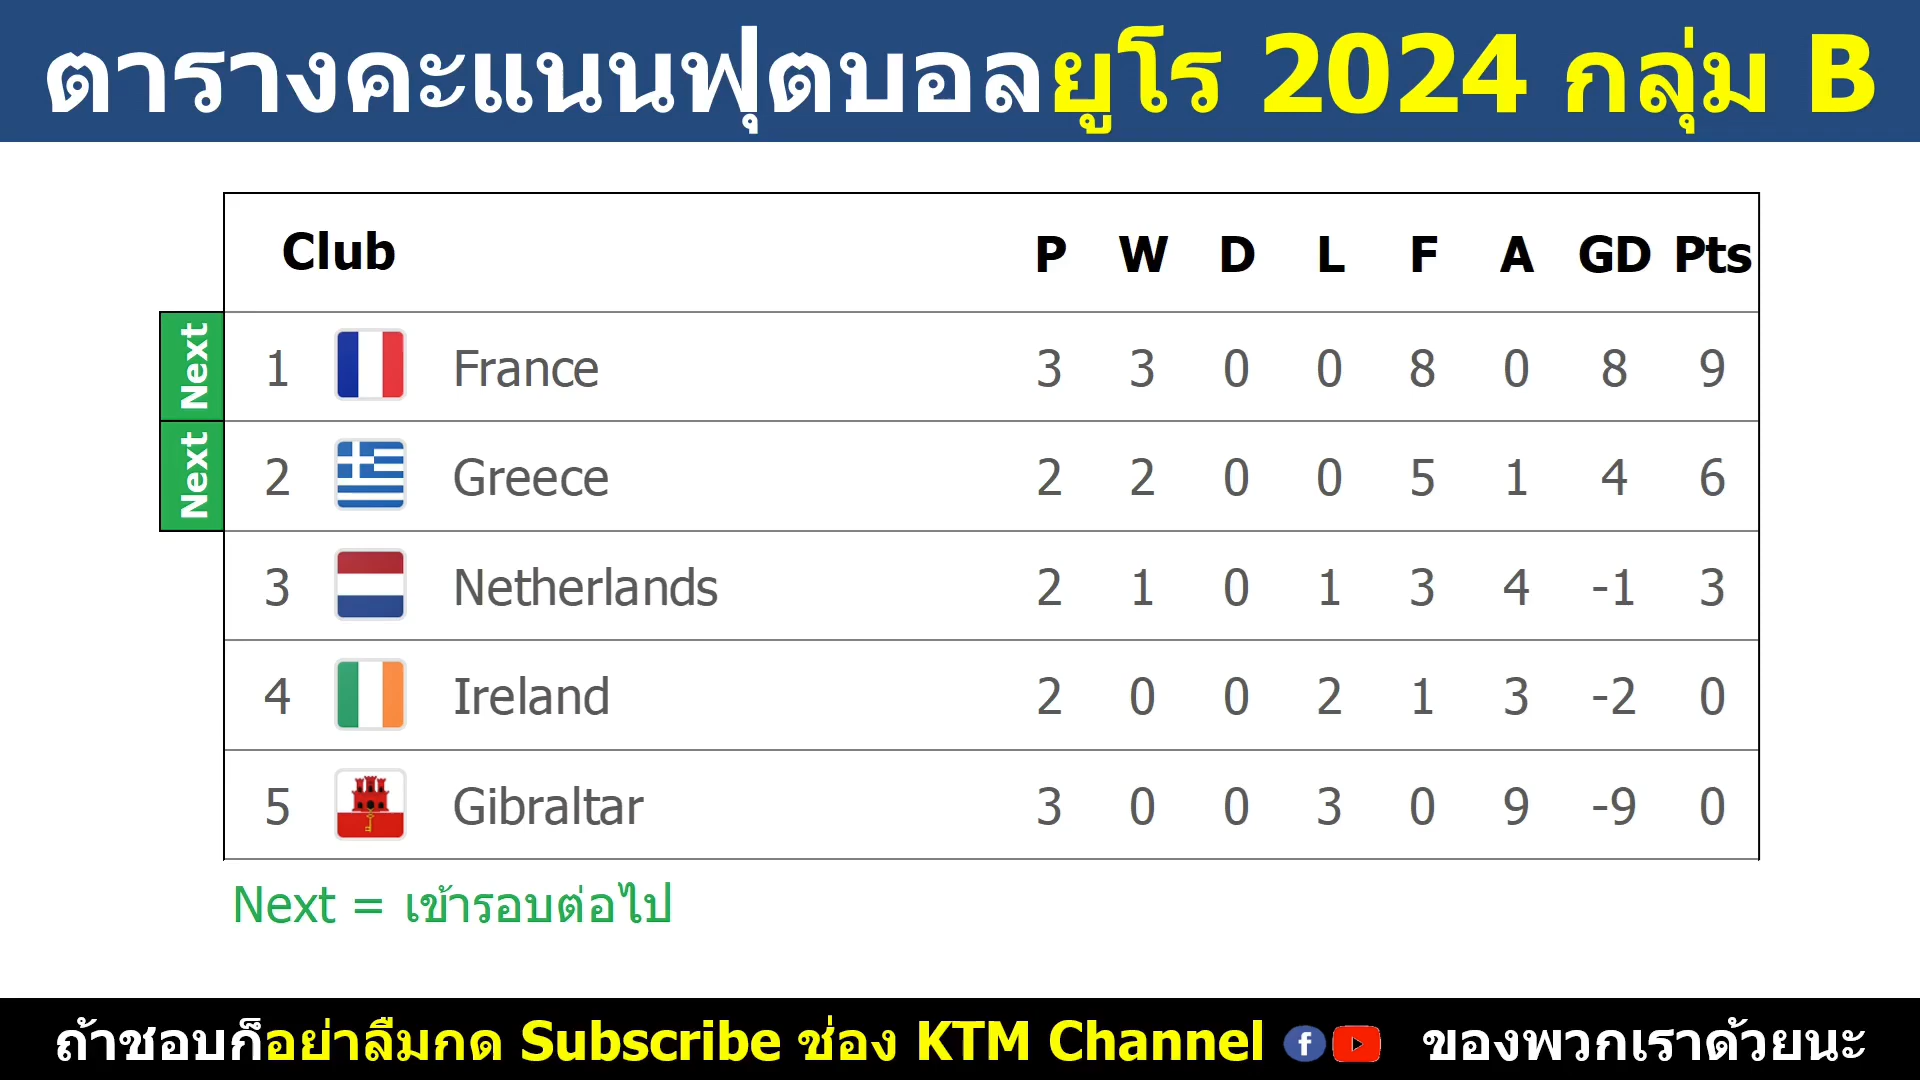 ตารางคะแนนฟุตบอลยูโร 2024 กลุ่ม B
Club P W D L F A GD Pts
Next 1 France 3 3 0 0 8 0 8 9
Next 2 Greece 2 2 0 0 5 1 4 6
3 Netherlands 2 1 0 1 3 4 -1 3
4 Ireland 2 0 0 2 1 3 -2 0
5 Gibraltar 3 0 0 3 0 9 -9 0
Next = เข้ารอบต่อไป
ถ้าชอบก็อย่าลืมกด Subscribe ช่อง KTM Channel f ของพวกเราด้วยนะ